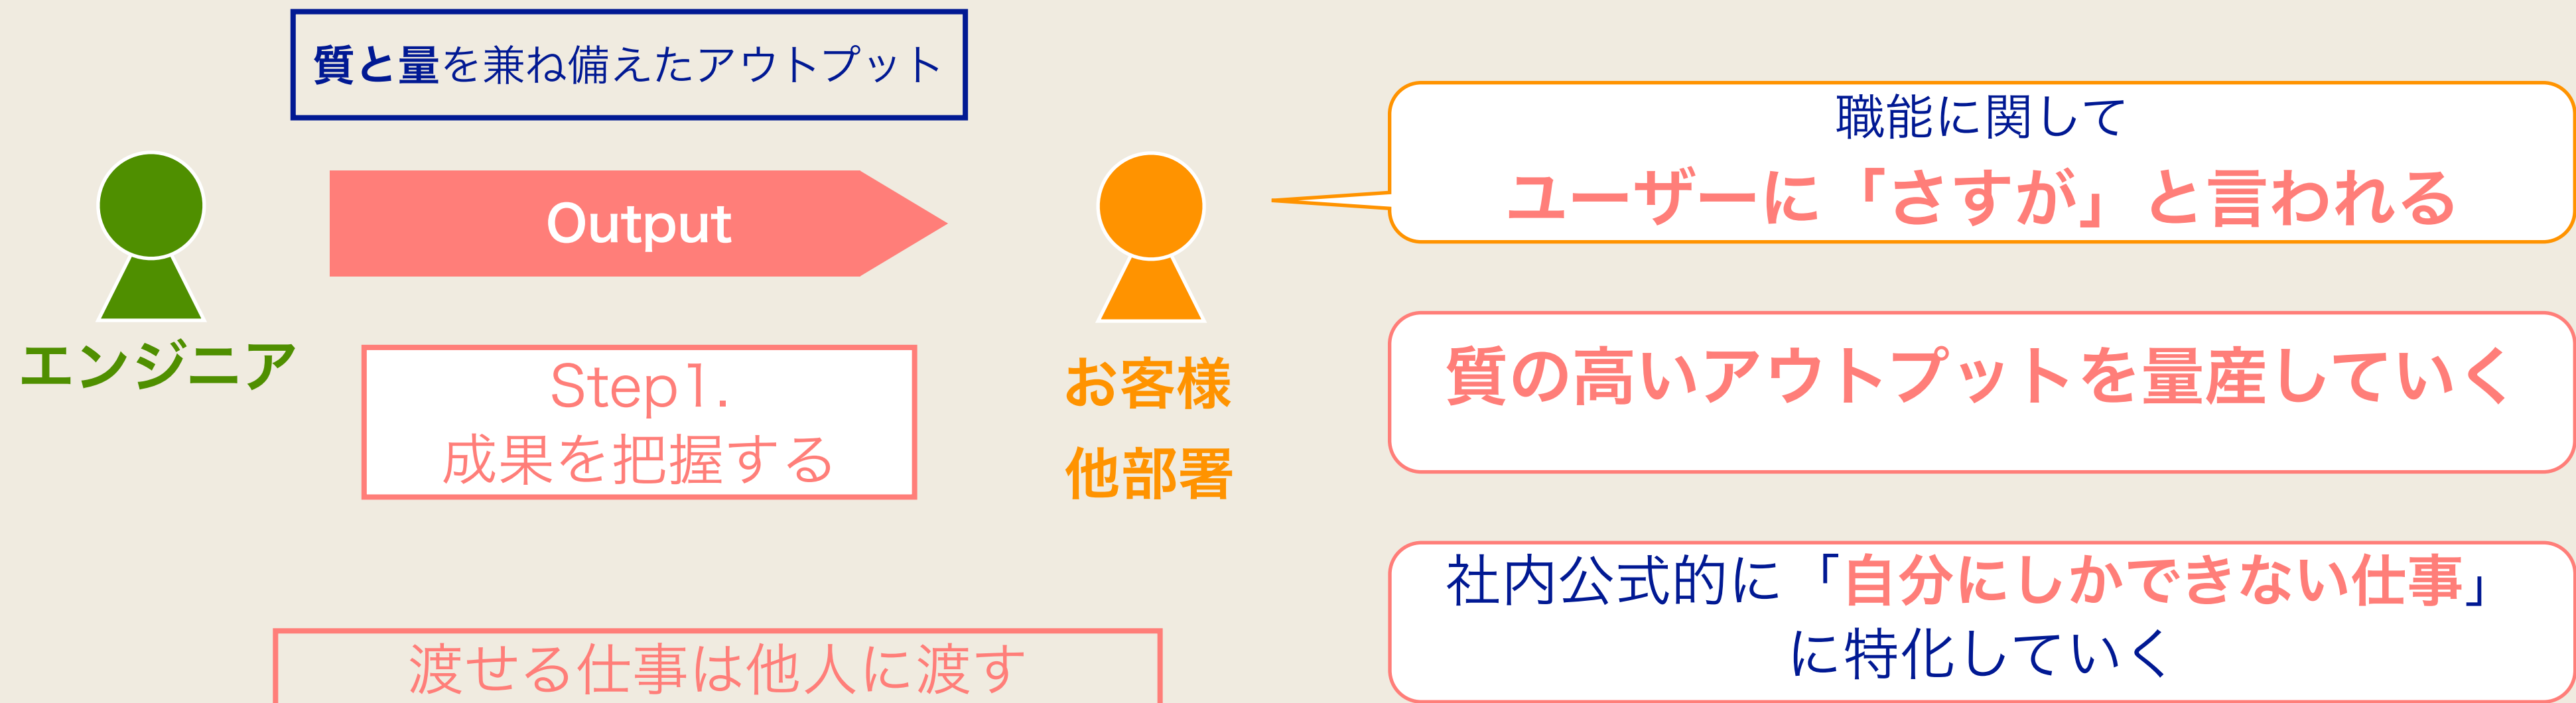 質と量を兼ね備えたアウトプット
Output
エンジニア
Step1.
成果を把握する
お客様
他部署
渡せる仕事は他人に渡す
職能に関して
ユーザーに「さすが」と言われる
質の高いアウトプットを量産していく
社内公式的に「自分にしかできない仕事」
に特化していく